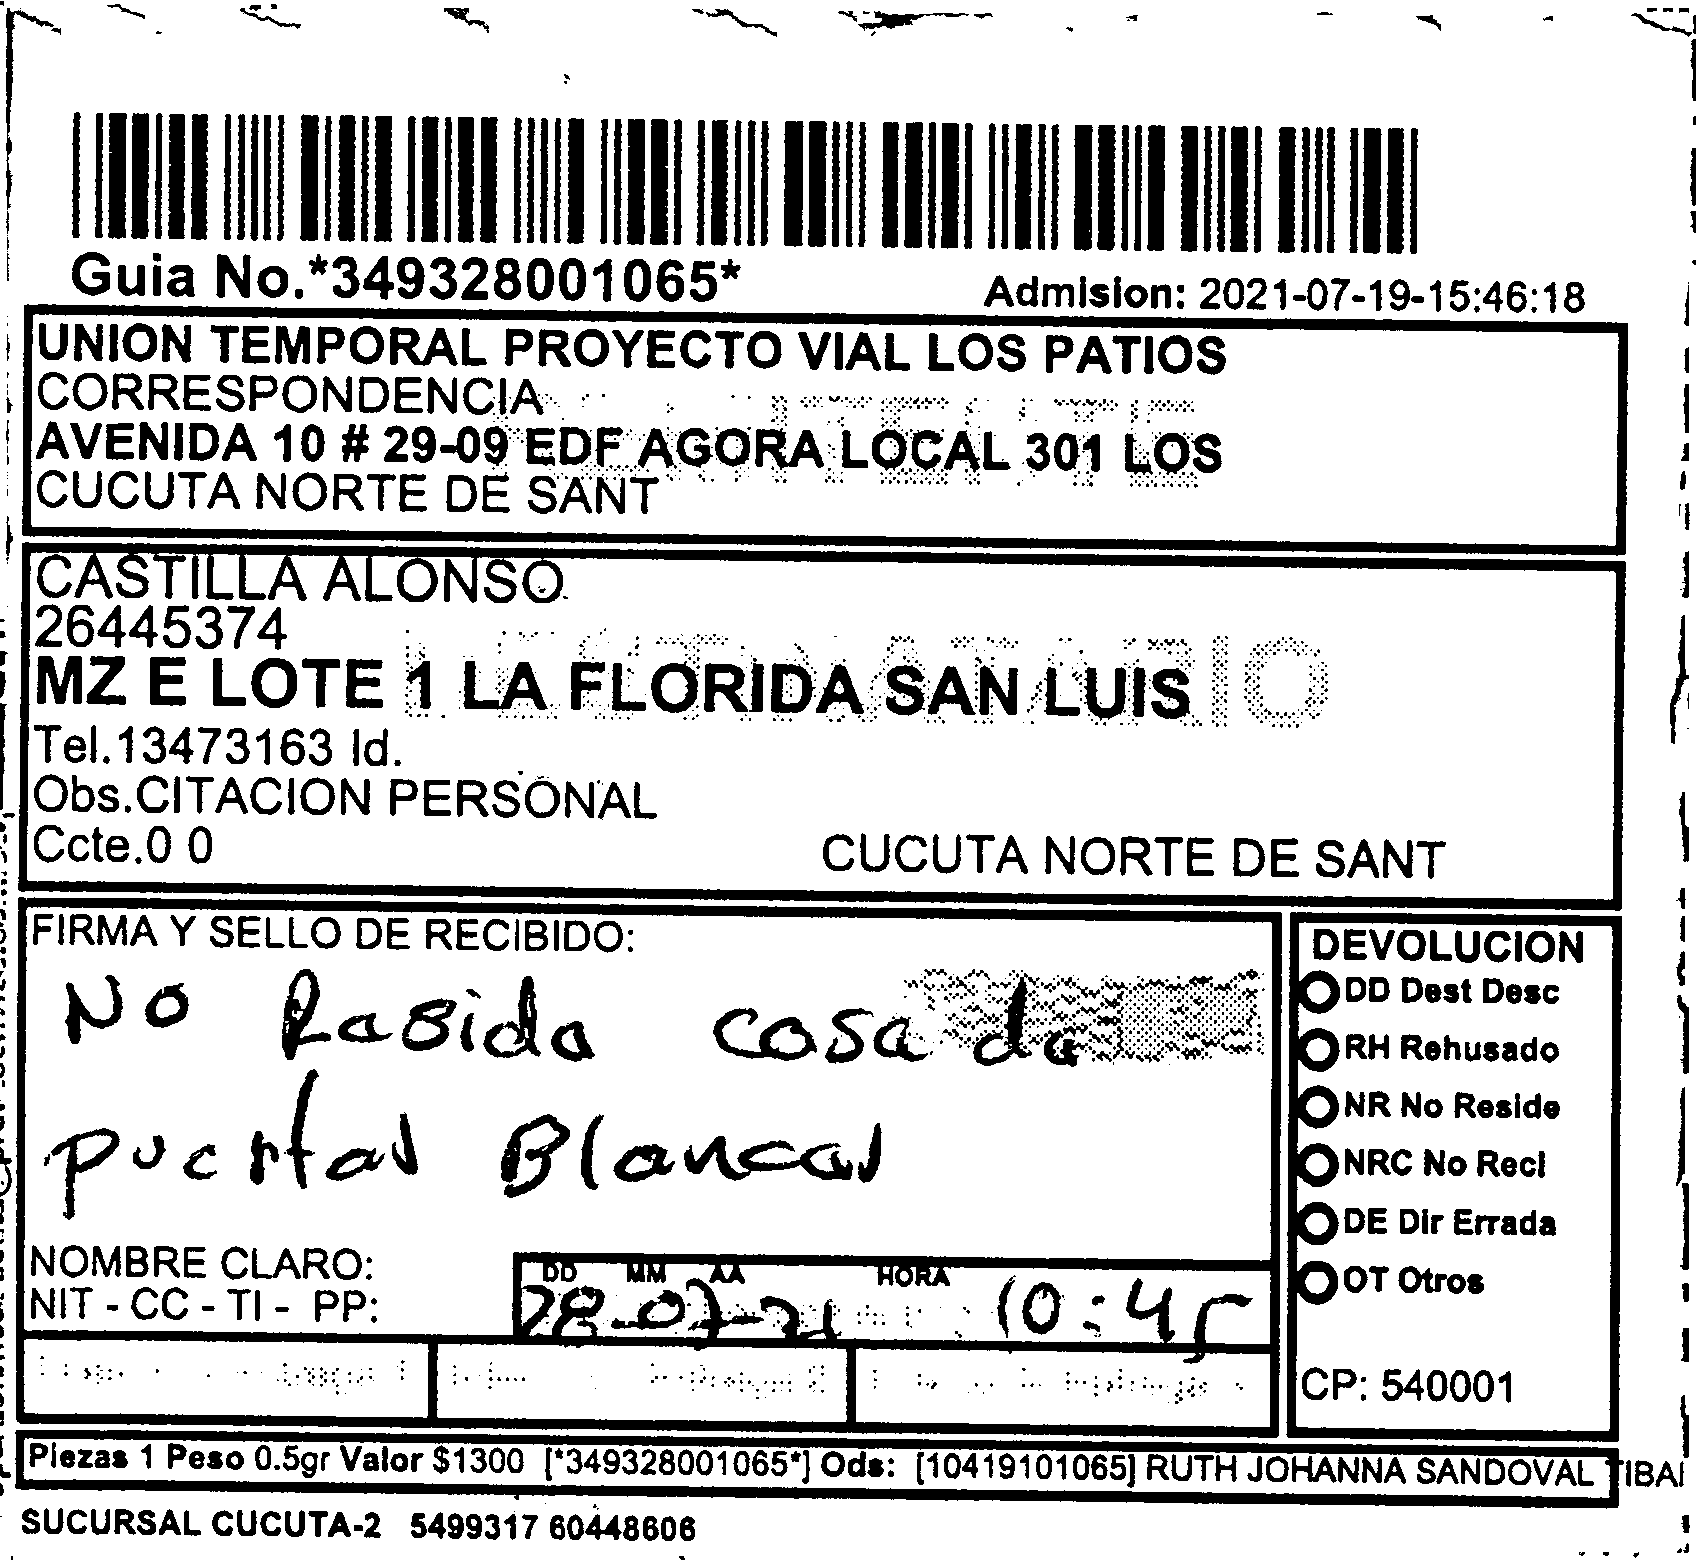 Guia No.*349328001065*
Admision: 2021-07-19-15:46:18
UNION TEMPORAL PROYECTO VIAL LOS PATIOS
CORRESPONDENCIA
AVENIDA 10 # 29-09 EDF AGORA LOCAL 301 LOS
CUCUTA NORTE DE SANT
CASTILLA ALONSO
26445374
MZ E LOTE 1 LA FLORIDA SAN LUIS
Tel.13473163 Id.
Obs.CITACION PERSONAL
Ccte.0 0
CUCUTA NORTE DE SANT
FIRMA Y SELLO DE RECIBIDO:
No Raside casa de
puertas Blancas
NOMBRE CLARO:
NIT - CC - TI - PP:
DD MM AA HORA
28-07-21 10:45
DEVOLUCION
DD Dest Desc
RH Rehusado
NR No Reside
NRC No Recl
DE Dir Errada
OT Otros
CP: 540001
Piezas 1 Peso 0.5gr Valor $1300 [*349328001065*] Ods: [10419101065] RUTH JOHANNA SANDOVAL TIBA
SUCURSAL CUCUTA-2 5499317 60448606